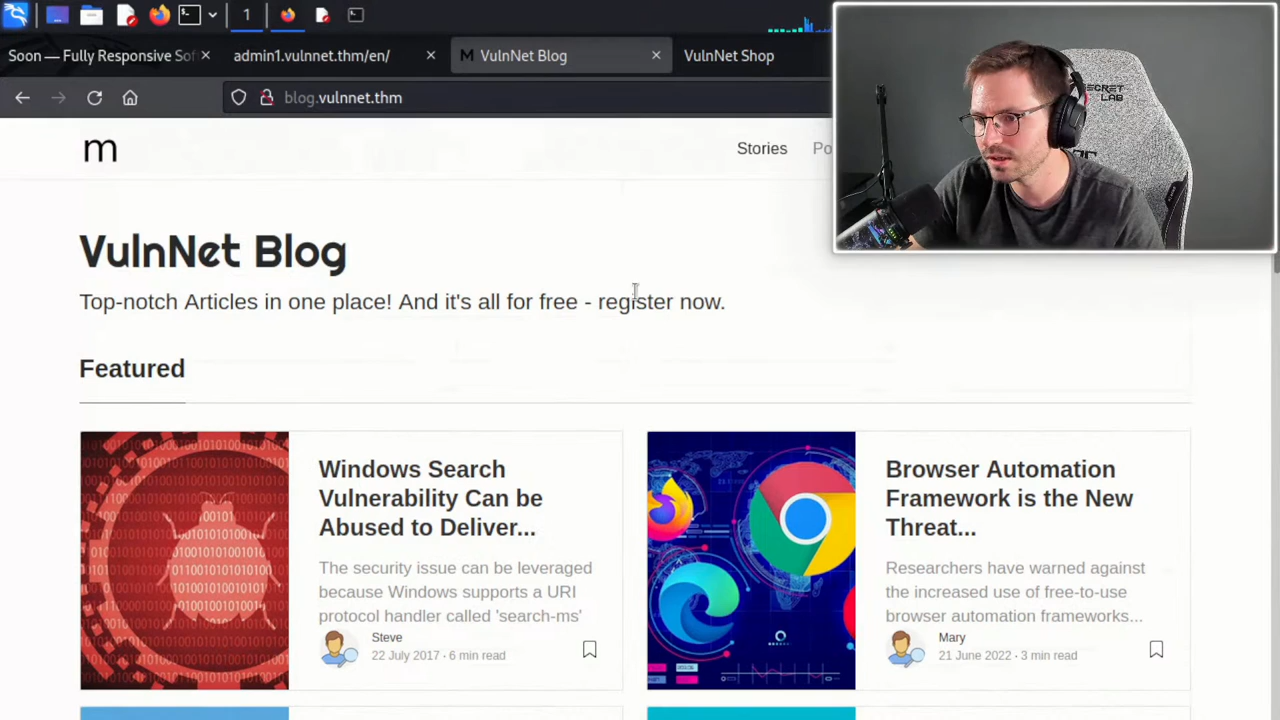 1
Soon — Fully Responsive Sof
admin1.vulnnet.thm/en/
VulnNet Blog
VulnNet Shop
blog.vulnnet.thm
m
Stories
Po
SECRET
LAB
VulnNet Blog
Top-notch Articles in one place! And it's all for free - register now.
Featured
Windows Search
Vulnerability Can be
Abused to Deliver...
The security issue can be leveraged
because Windows supports a URI
protocol handler called 'search-ms'
Steve
22 July 2017 · 6 min read
Browser Automation
Framework is the New
Threat...
Researchers have warned against
the increased use of free-to-use
browser automation frameworks...
Mary
21 June 2022 · 3 min read